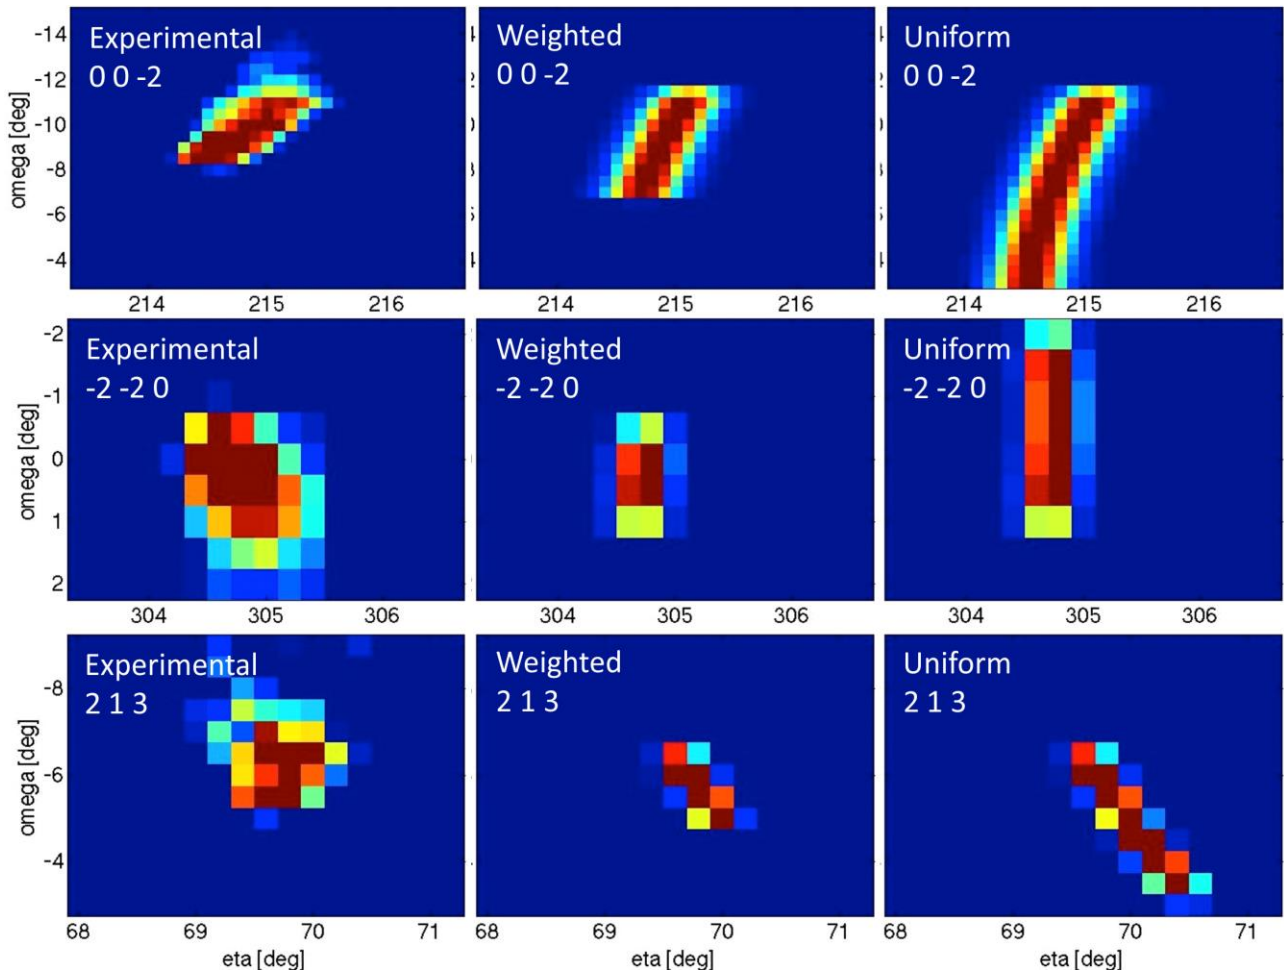 Experimental
0 0 -2
Weighted
0 0 -2
Uniform
0 0 -2
omega [deg]
-14
-12
-10
-8
-6
-4
214 215 216
214 215 216
214 215 216
Experimental
-2 -2 0
Weighted
-2 -2 0
Uniform
-2 -2 0
omega [deg]
-2
-1
0
1
2
304 305 306
304 305 306
304 305 306
Experimental
2 1 3
Weighted
2 1 3
Uniform
2 1 3
omega [deg]
-8
-6
-4
68 69 70 71
68 69 70 71
68 69 70 71
eta [deg]
eta [deg]
eta [deg]